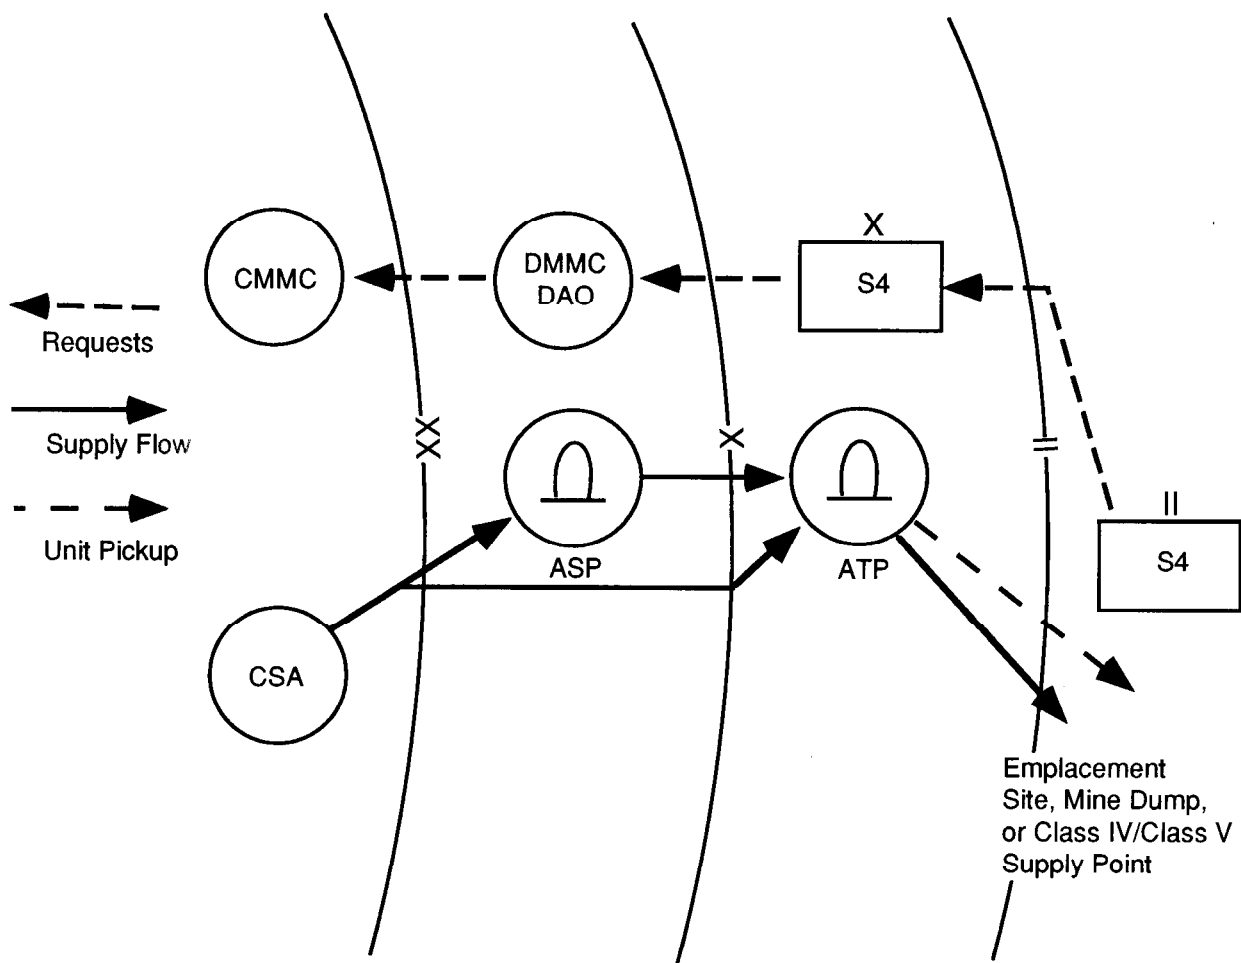 X
CMMC
DMMC
DAO
S4
Requests
Supply Flow
XX
X
II
II
S4
Unit Pickup
ASP
ATP
CSA
Emplacement
Site, Mine Dump,
or Class IV/Class V
Supply Point